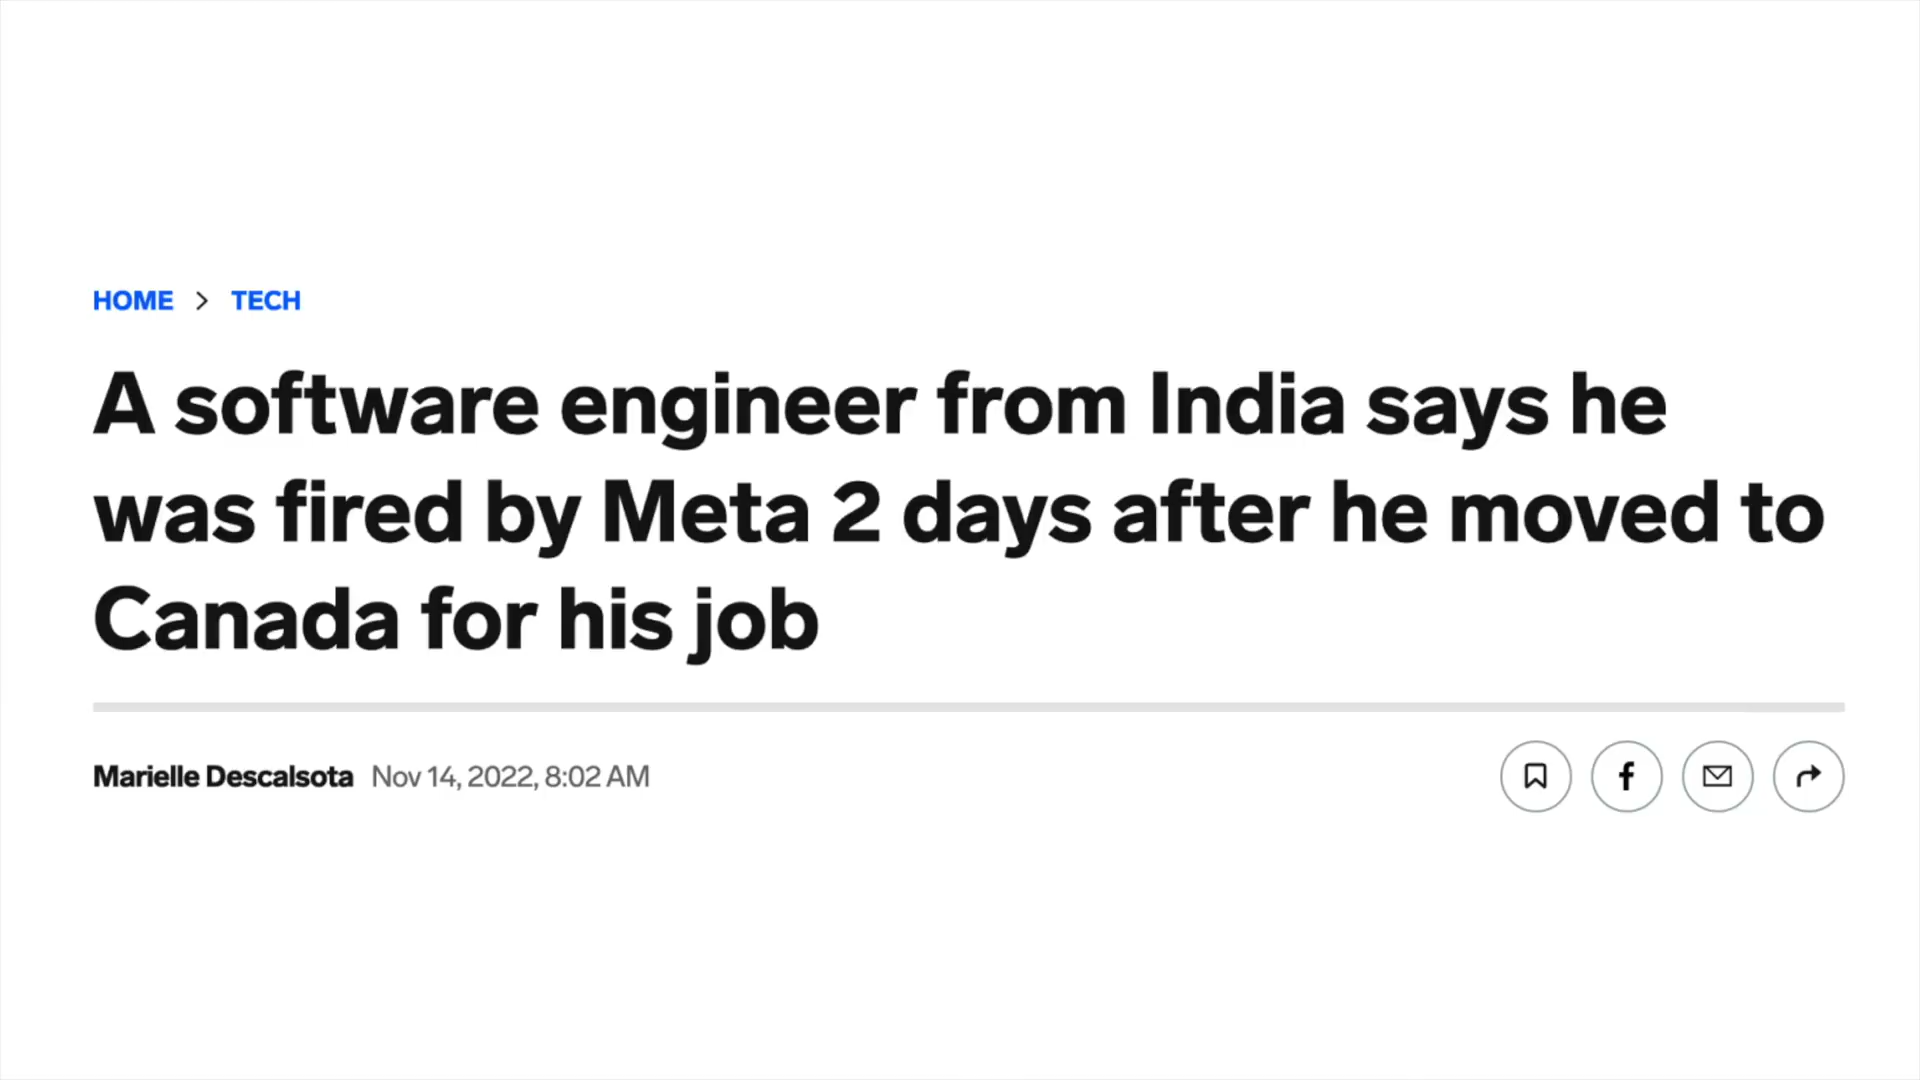 HOME > TECH
A software engineer from India says he
was fired by Meta 2 days after he moved to
Canada for his job
Marielle Descalsota Nov 14, 2022, 8:02 AM